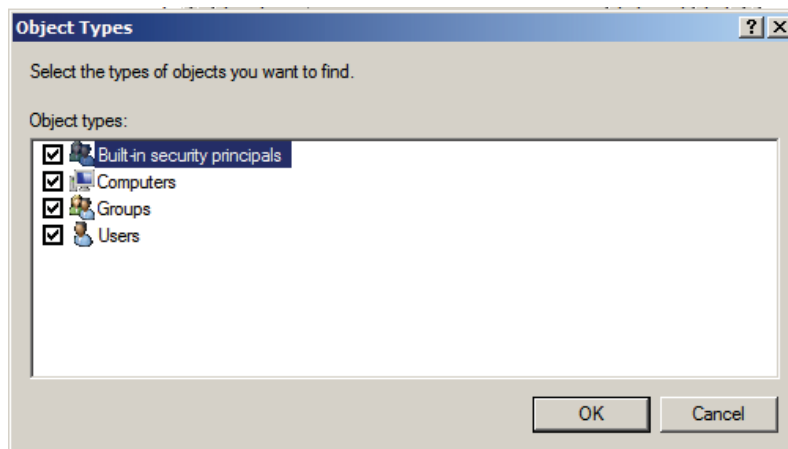 Object Types
Select the types of objects you want to find.
Object types:
Built-in security principals
Computers
Groups
Users
OK Cancel